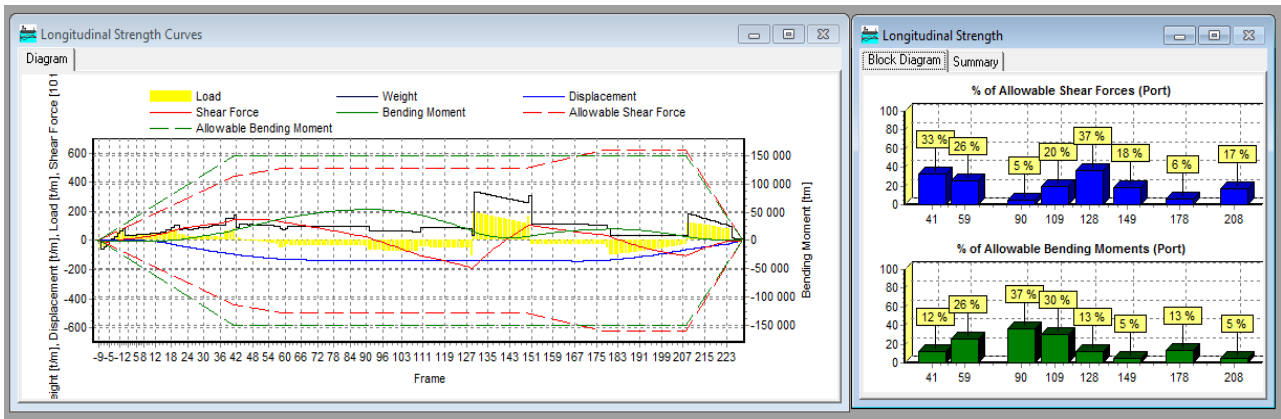 Longitudinal Strength Curves
Diagram
Load Weight Displacement
Shear Force Bending Moment Allowable Shear Force
Allowable Bending Moment
eight [t/m], Displacement [t/m], Load [t/m], Shear Force [101
600
400
200
0
-200
-400
-600
150 000
100 000
50 000
0
-50 000
-100 000
-150 000
Bending Moment [tm]
-9-5-12 58 12 18 24 30 36 42 48 54 60 66 72 78 84 90 96 103 111 119 127 135 143 151 159 167 175 183 191 199 207 215 223
Frame
Longitudinal Strength
Block Diagram Summary
% of Allowable Shear Forces (Port)
100
80
60
40
20
0
33 % 26 % 5 % 20 % 37 % 18 % 6 % 17 %
41 59 90 109 128 149 178 208
% of Allowable Bending Moments (Port)
100
80
60
40
20
0
12 % 26 % 37 % 30 % 13 % 5 % 13 % 5 %
41 59 90 109 128 149 178 208